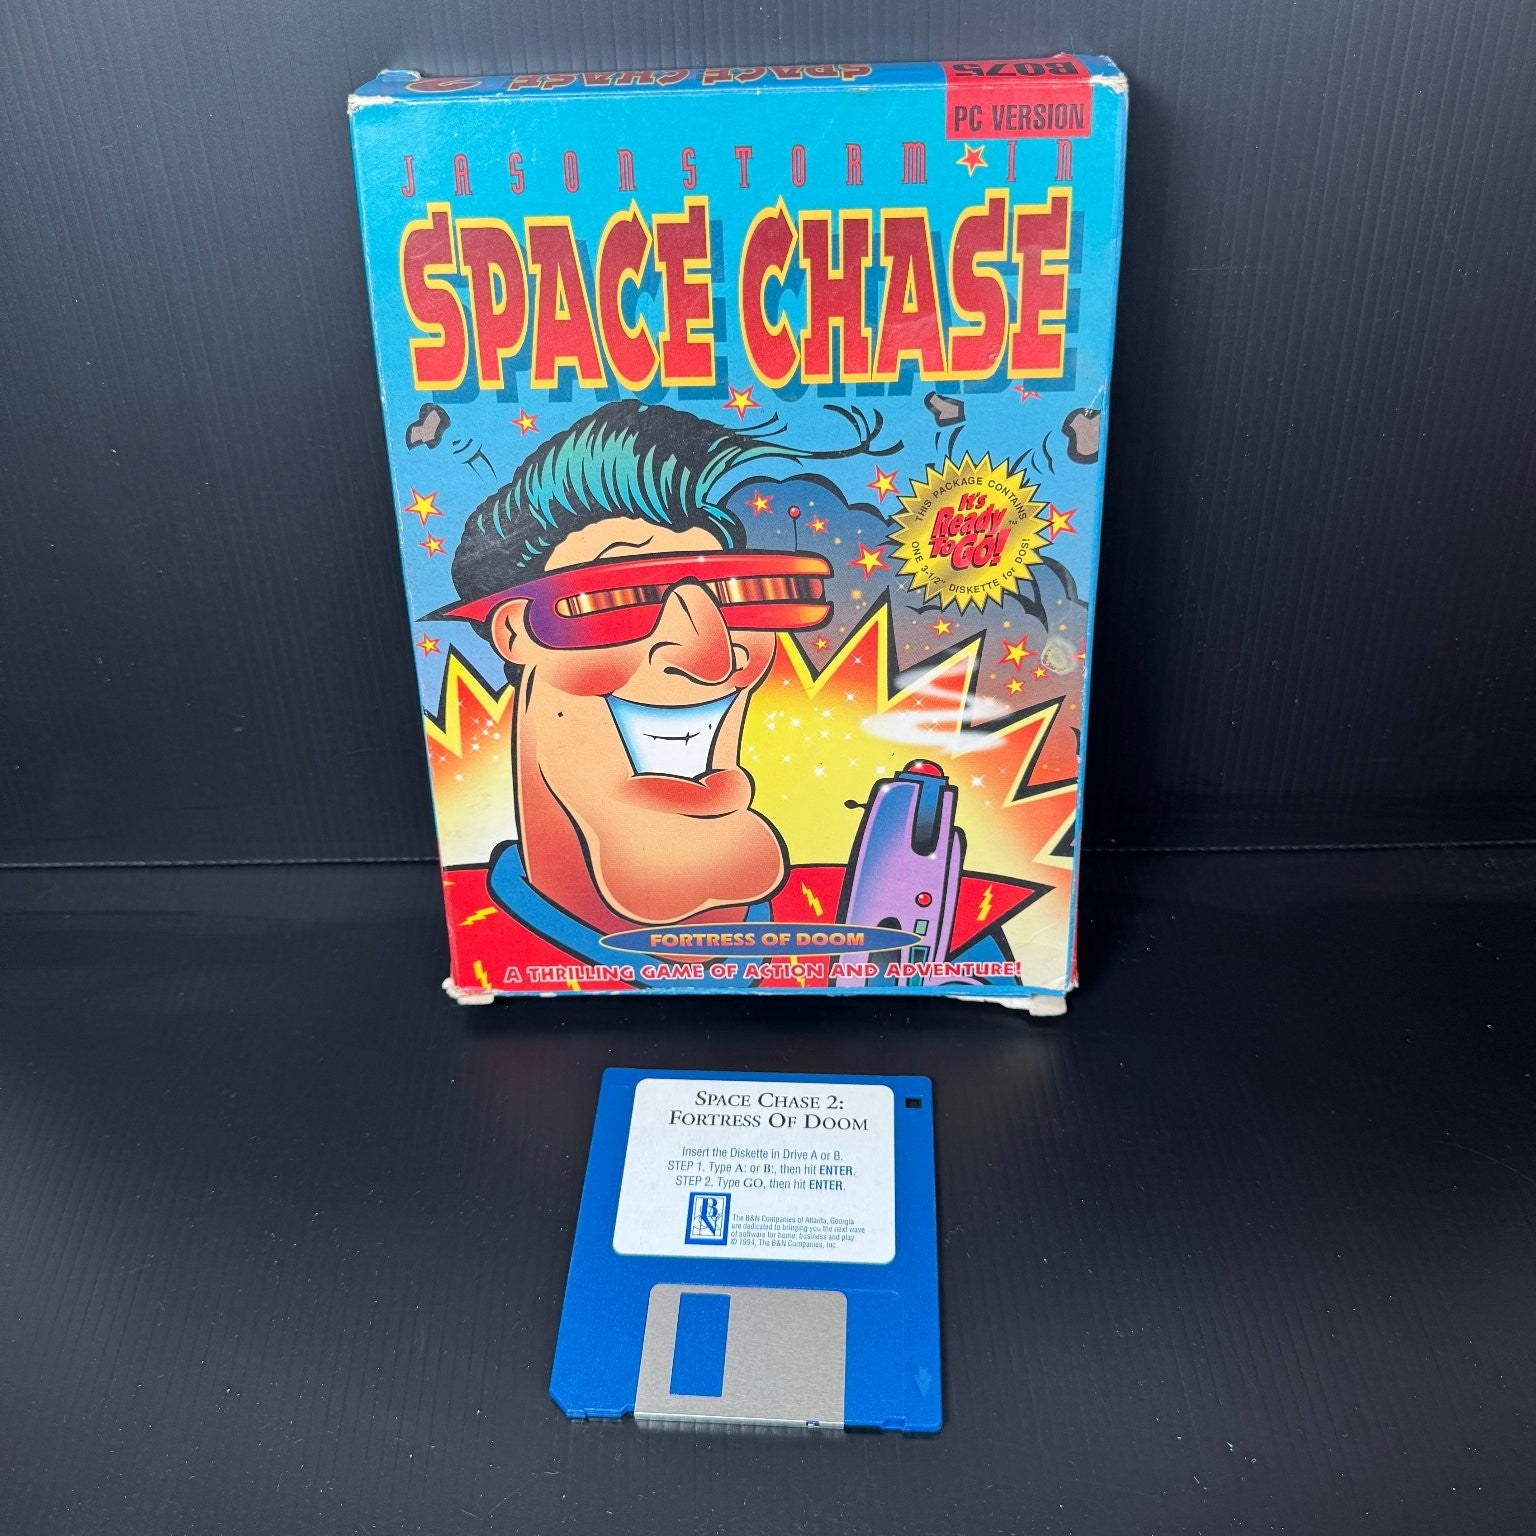 SPACE CHASE 2
B075
PC VERSION
JASON STORM IN
SPACE CHASE
THIS PACKAGE CONTAINS
It's
Ready
To GO!™
ONE 3-1/2" DISKETTE for DOS!
FORTRESS OF DOOM
A THRILLING GAME OF ACTION AND ADVENTURE!
SPACE CHASE 2:
FORTRESS OF DOOM
Insert the Diskette in Drive A or B.
STEP 1. Type A: or B:, then hit ENTER.
STEP 2. Type GO, then hit ENTER.
B
N
The B&N Companies of Atlanta, Georgia
are dedicated to bringing you the next wave
of software for home, business and play.
© 1994, The B&N Companies, Inc.